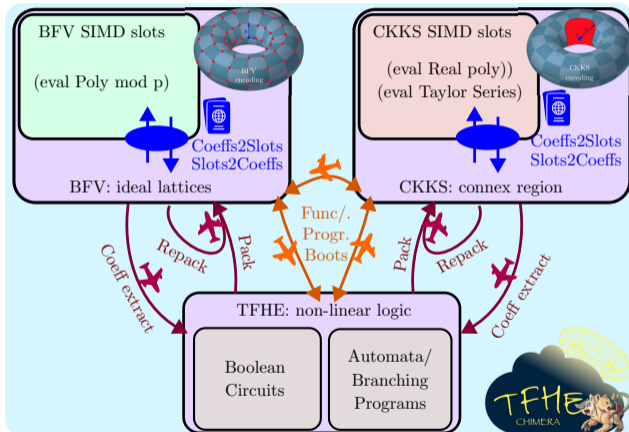 BFV SIMD slots
(eval Poly mod p)
BFV
encoding
Coeffs2Slots
Slots2Coeffs
BFV: ideal lattices
CKKS SIMD slots
(eval Real poly))
(eval Taylor Series)
CKKS
encoding
Coeffs2Slots
Slots2Coeffs
CKKS: connex region
Coeff extract
Repack
Pack
Func/.
Progr.
Boots
Pack
Repack
Coeff extract
TFHE: non-linear logic
Boolean
Circuits
Automata/
Branching
Programs
TFHE
CHIMERA